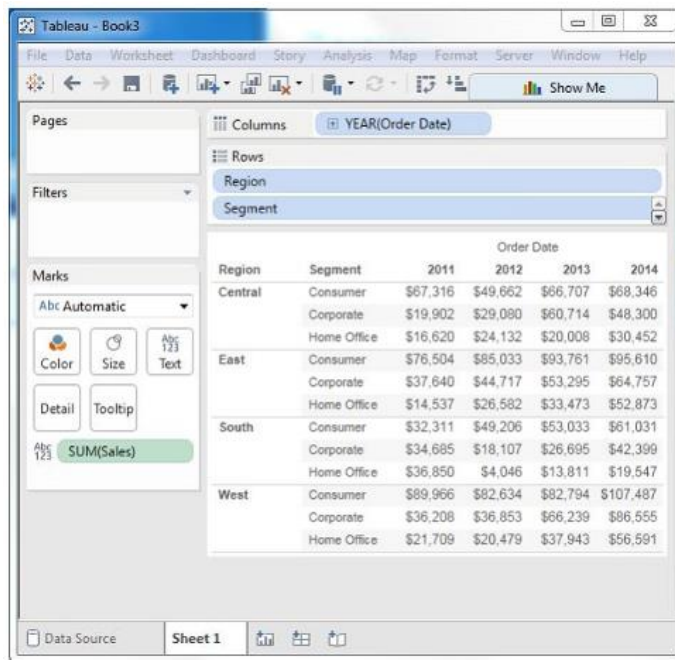 Tableau - Book3
File Data Worksheet Dashboard Story Analysis Map Format Server Window Help
Show Me
Pages
Columns YEAR(Order Date)
Rows
Region
Segment
Filters
Order Date
Region Segment 2011 2012 2013 2014
Central Consumer $67,316 $49,662 $66,707 $68,346
Corporate $19,902 $29,080 $60,714 $48,300
Home Office $16,620 $24,132 $20,008 $30,452
East Consumer $76,504 $85,033 $93,761 $95,610
Corporate $37,640 $44,717 $53,295 $64,757
Home Office $14,537 $26,582 $33,473 $52,873
South Consumer $32,311 $49,206 $53,033 $61,031
Corporate $34,685 $18,107 $26,695 $42,399
Home Office $36,850 $4,046 $13,811 $19,547
West Consumer $89,966 $82,634 $82,794 $107,487
Corporate $36,208 $36,853 $66,239 $86,555
Home Office $21,709 $20,479 $37,943 $56,591
Marks
Abc Automatic
Abc
123
Color Size Text
Detail Tooltip
Abc
123
SUM(Sales)
Data Source Sheet 1